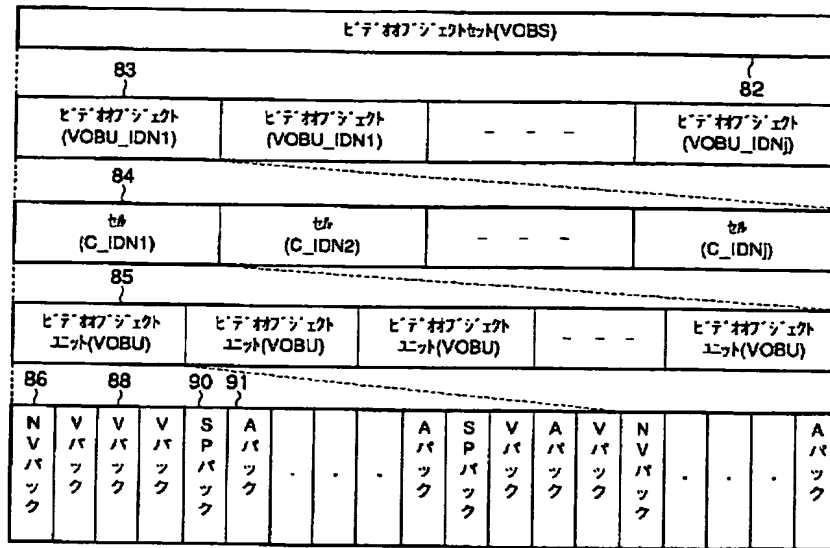 ビデオオブジェクトセット(VOBS)
83
82
ビデオオブジェクト
(VOBU_IDN1)
ビデオオブジェクト
(VOBU_IDN1)
- - -
ビデオオブジェクト
(VOBU_IDNj)
84
セル
(C_IDN1)
セル
(C_IDN2)
- - -
セル
(C_IDNj)
85
ビデオオブジェクト
ユニット(VOBU)
ビデオオブジェクト
ユニット(VOBU)
ビデオオブジェクト
ユニット(VOBU)
- - -
ビデオオブジェクト
ユニット(VOBU)
86
88
90
91
NVパック
Vパック
Vパック
Vパック
SPパック
Aパック
. . .
Aパック
SPパック
Vパック
Aパック
Vパック
NVパック
. . .
Aパック